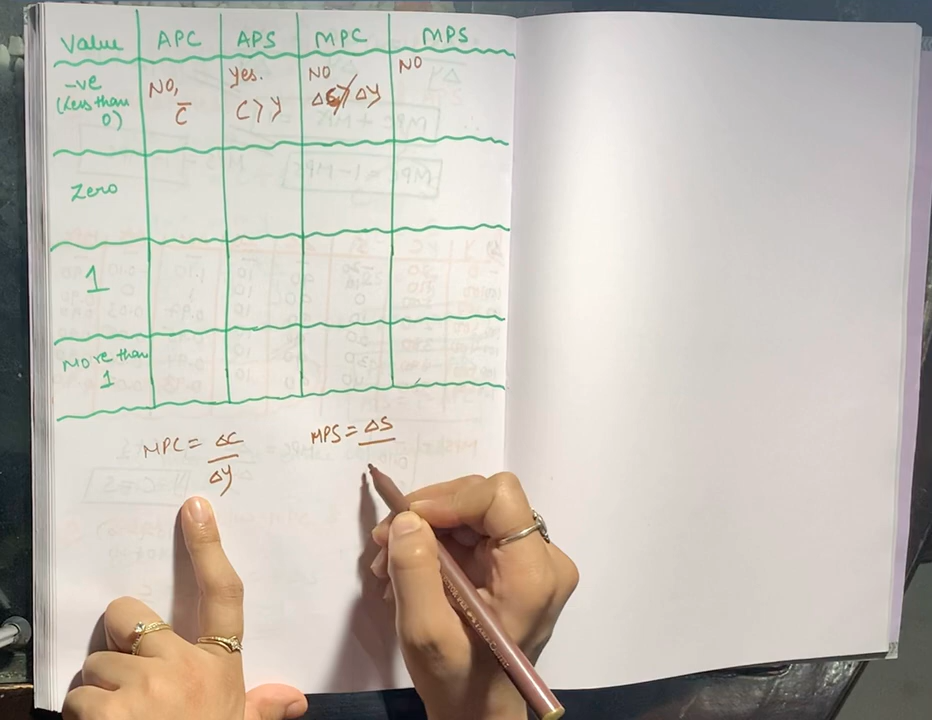 Value APC APS MPC MPS
-ve (Less than 0) NO, C̅ Yes. C > Y NO ΔY NO
Zero
1
More than 1
MPC = ΔC/ΔY MPS = ΔS